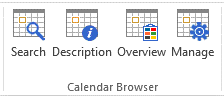 Search Description Overview Manage
Calendar Browser